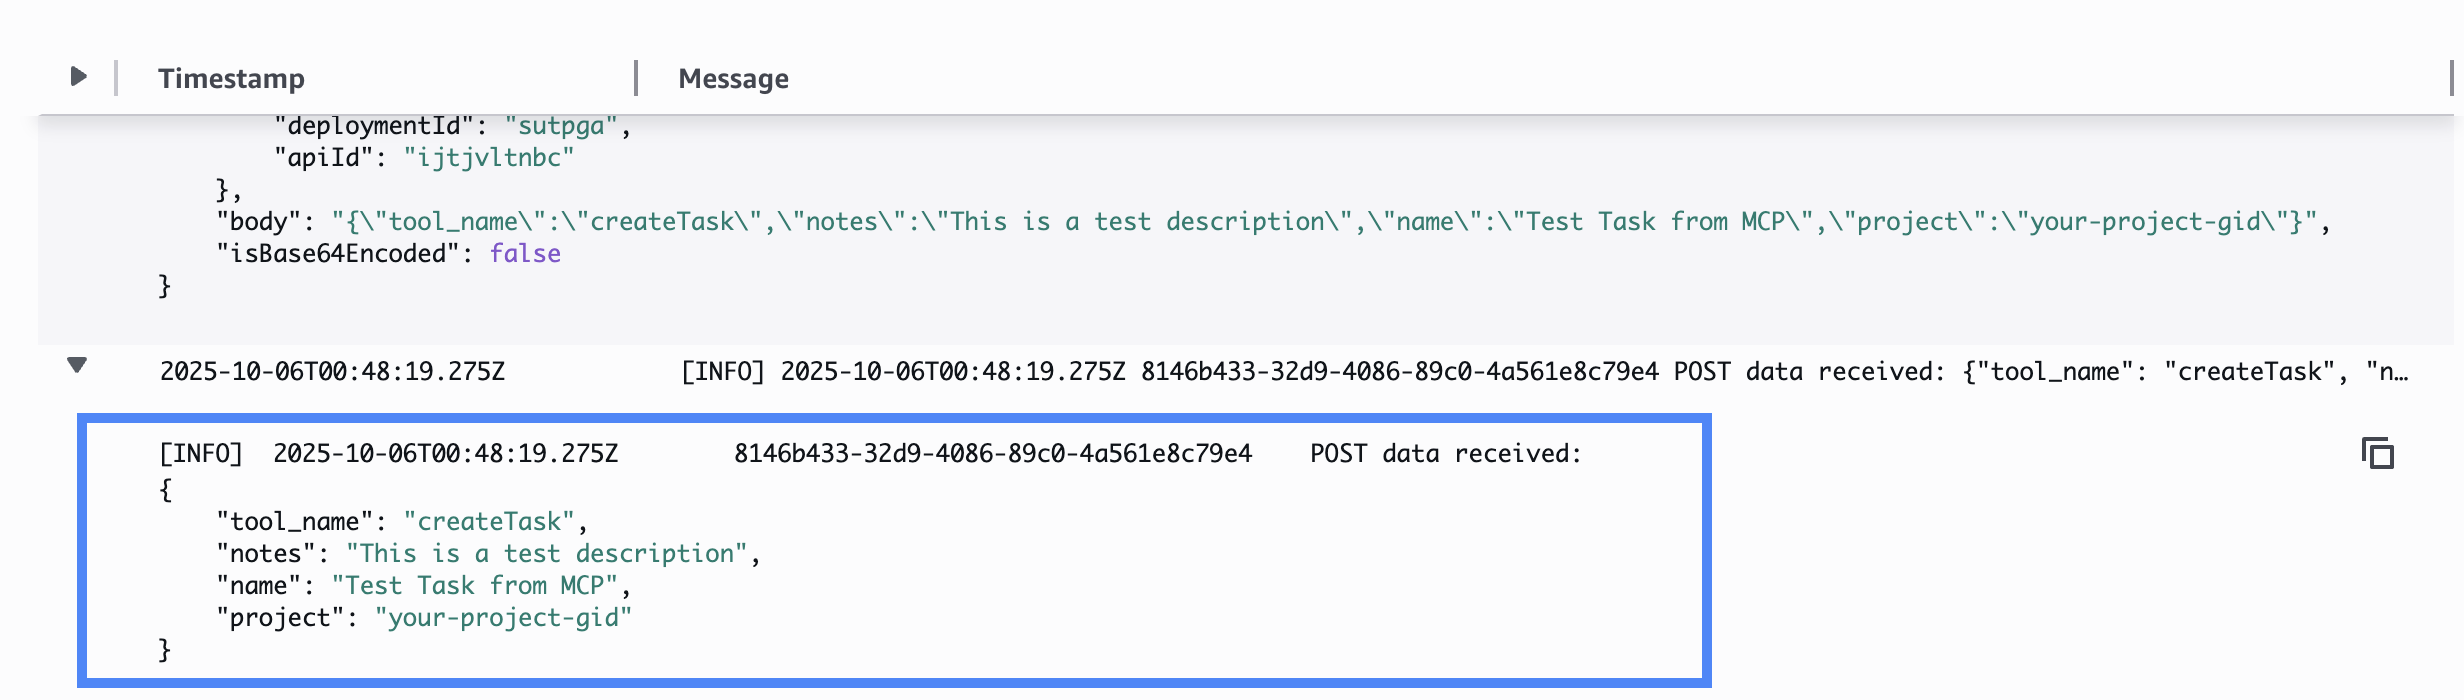 Timestamp Message
"deploymentId": "sutpga",
"apiId": "ijtjvltnbc"
},
"body": "{\"tool_name\":\"createTask\",\"notes\":\"This is a test description\",\"name\":\"Test Task from MCP\",\"project\":\"your-project-gid\"}",
"isBase64Encoded": false
}
2025-10-06T00:48:19.275Z [INFO] 2025-10-06T00:48:19.275Z 8146b433-32d9-4086-89c0-4a561e8c79e4 POST data received: {"tool_name": "createTask", "n…
[INFO] 2025-10-06T00:48:19.275Z 8146b433-32d9-4086-89c0-4a561e8c79e4 POST data received:
{
"tool_name": "createTask",
"notes": "This is a test description",
"name": "Test Task from MCP",
"project": "your-project-gid"
}